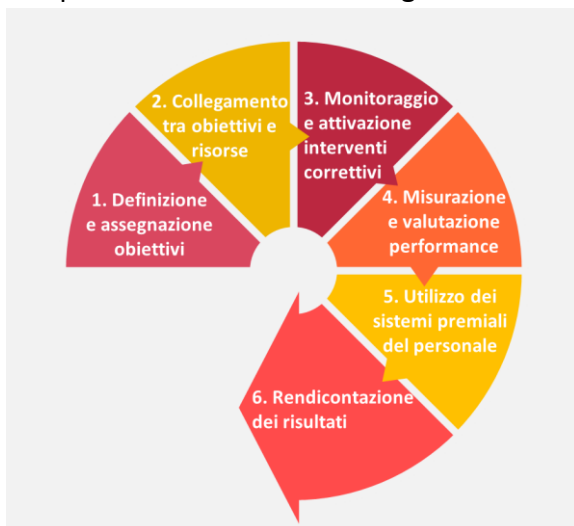 1. Definizione
e assegnazione
obiettivi
2. Collegamento
tra obiettivi e
risorse
3. Monitoraggio
e attivazione
interventi
correttivi
4. Misurazione
e valutazione
performance
5. Utilizzo dei
sistemi premiali
del personale
6. Rendicontazione
dei risultati